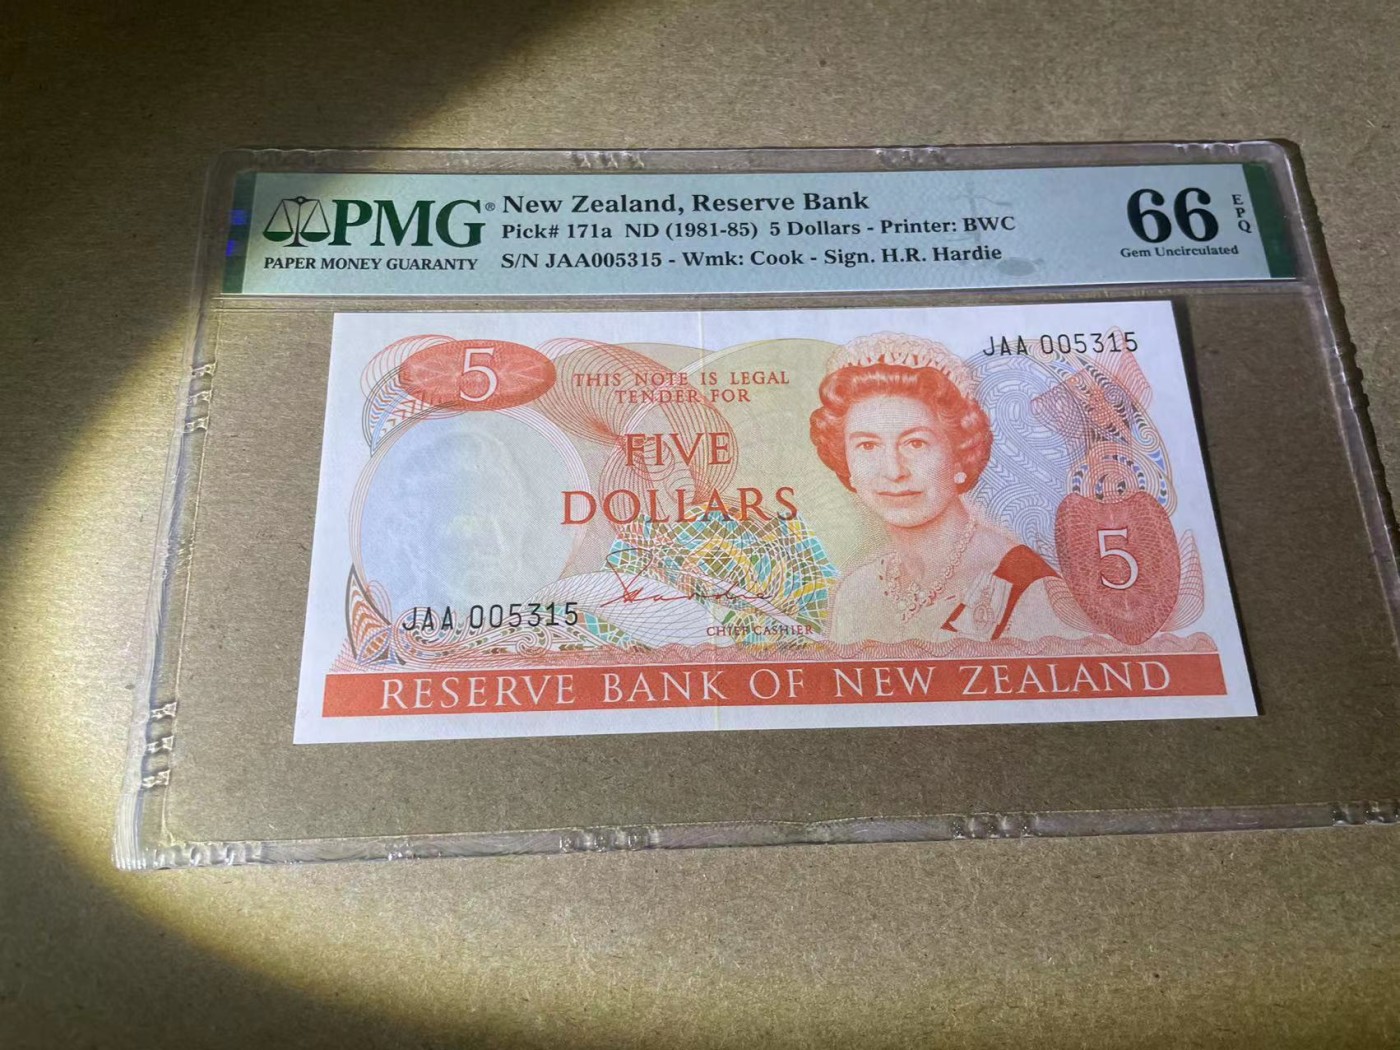 PMG®
PAPER MONEY GUARANTY
New Zealand, Reserve Bank
Pick# 171a ND (1981-85) 5 Dollars - Printer: BWC
S/N JAA005315 - Wmk: Cook - Sign. H.R. Hardie
66
EPQ
Gem Uncirculated
5
JAA 005315
THIS NOTE IS LEGAL
TENDER FOR
FIVE
DOLLARS
5
JAA 005315
CHIEF CASHIER
RESERVE BANK OF NEW ZEALAND